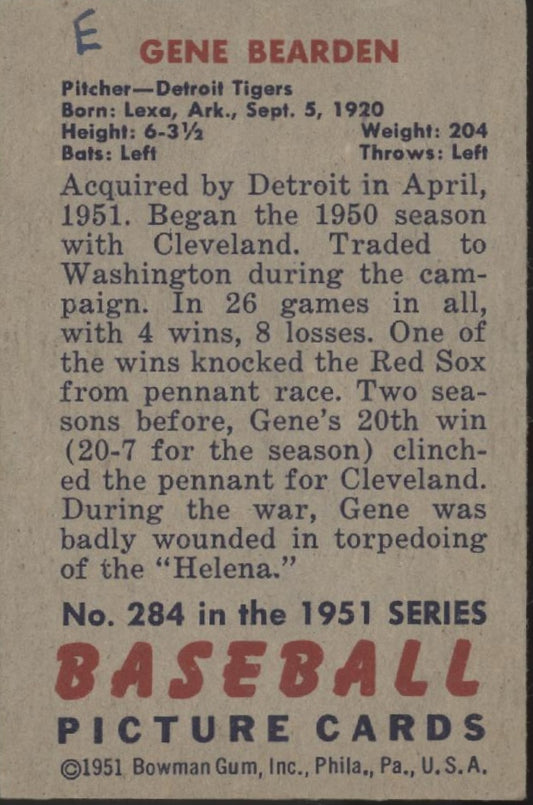 E
GENE BEARDEN
Pitcher—Detroit Tigers
Born: Lexa, Ark., Sept. 5, 1920
Height: 6-3½ Weight: 204
Bats: Left Throws: Left
Acquired by Detroit in April,
1951. Began the 1950 season
with Cleveland. Traded to
Washington during the cam-
paign. In 26 games in all,
with 4 wins, 8 losses. One of
the wins knocked the Red Sox
from pennant race. Two sea-
sons before, Gene's 20th win
(20-7 for the season) clinch-
ed the pennant for Cleveland.
During the war, Gene was
badly wounded in torpedoing
of the "Helena."
No. 284 in the 1951 SERIES
BASEBALL
PICTURE CARDS
©1951 Bowman Gum, Inc., Phila., Pa., U.S.A.